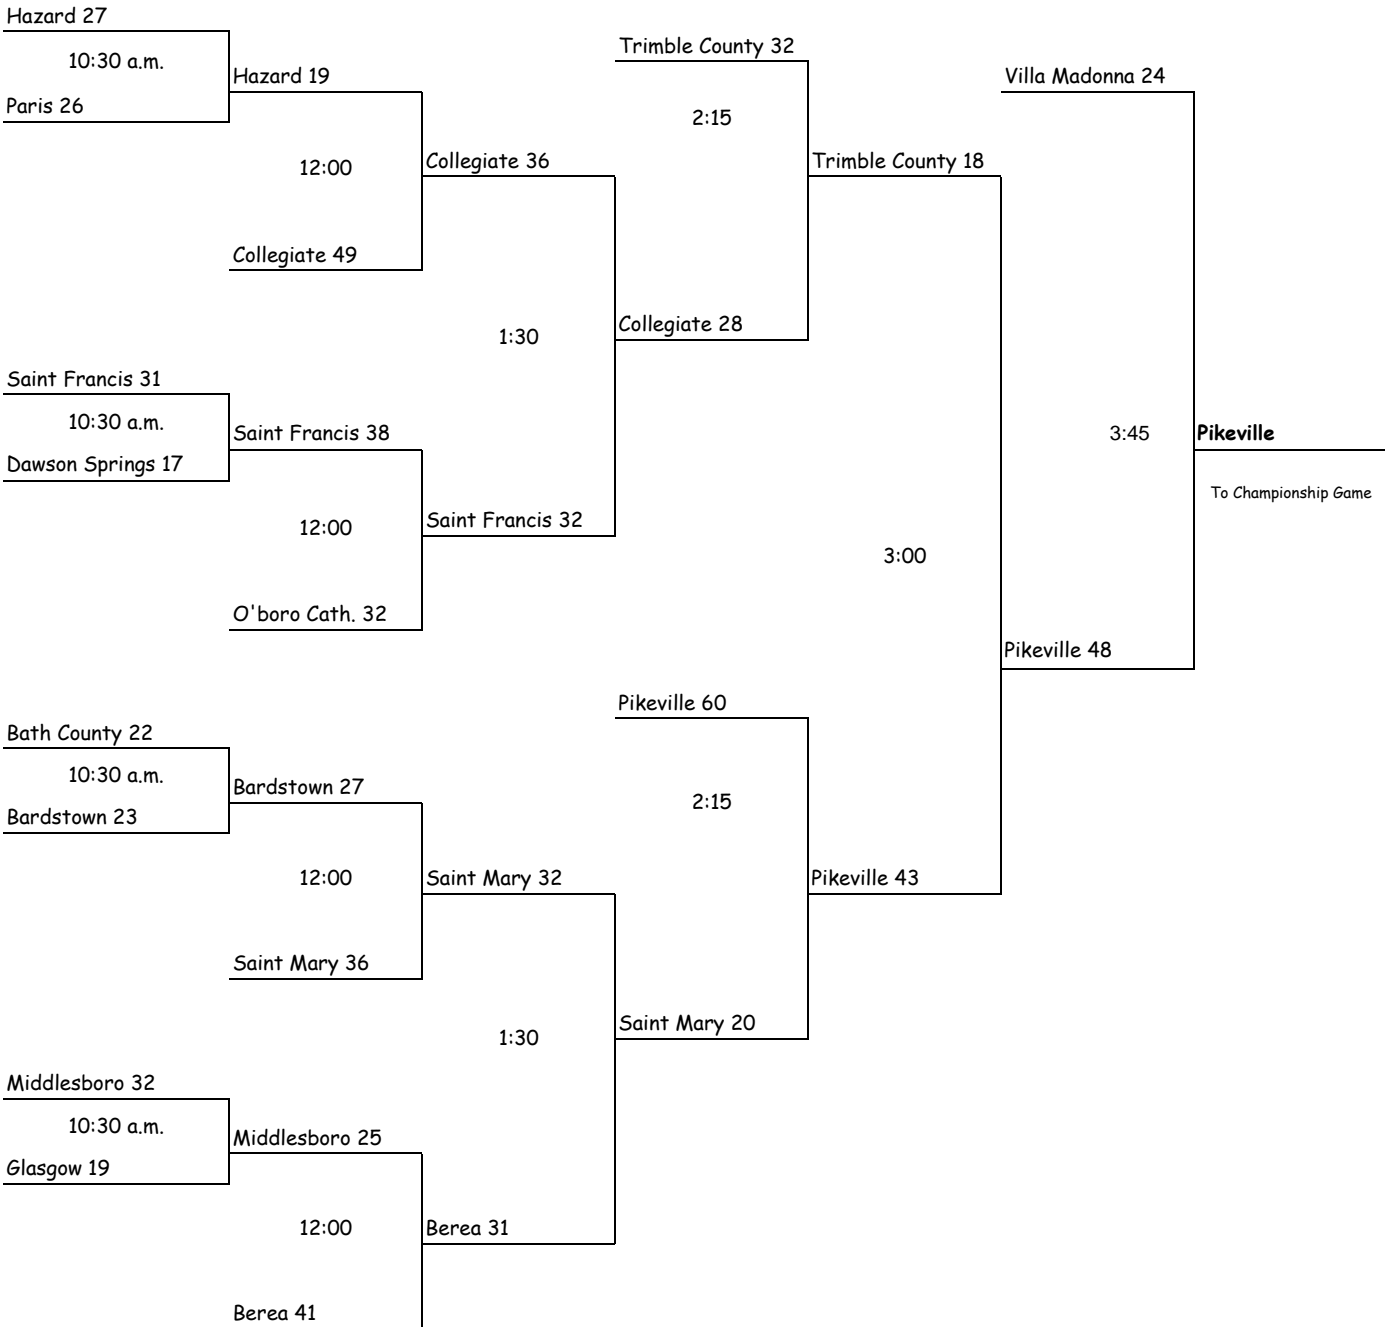 Hazard 27
10:30 a.m.
Paris 26
Hazard 19
12:00
Collegiate 49
Collegiate 36
1:30
Saint Francis 31
10:30 a.m.
Dawson Springs 17
Saint Francis 38
12:00
O'boro Cath. 32
Saint Francis 32
Trimble County 32
2:15
Collegiate 28
Trimble County 18
3:00
Villa Madonna 24
3:45
Pikeville
To Championship Game
Pikeville 48
Bath County 22
10:30 a.m.
Bardstown 23
Bardstown 27
12:00
Saint Mary 36
Saint Mary 32
1:30
Pikeville 60
2:15
Saint Mary 20
Pikeville 43
Middlesboro 32
10:30 a.m.
Glasgow 19
Middlesboro 25
12:00
Berea 41
Berea 31